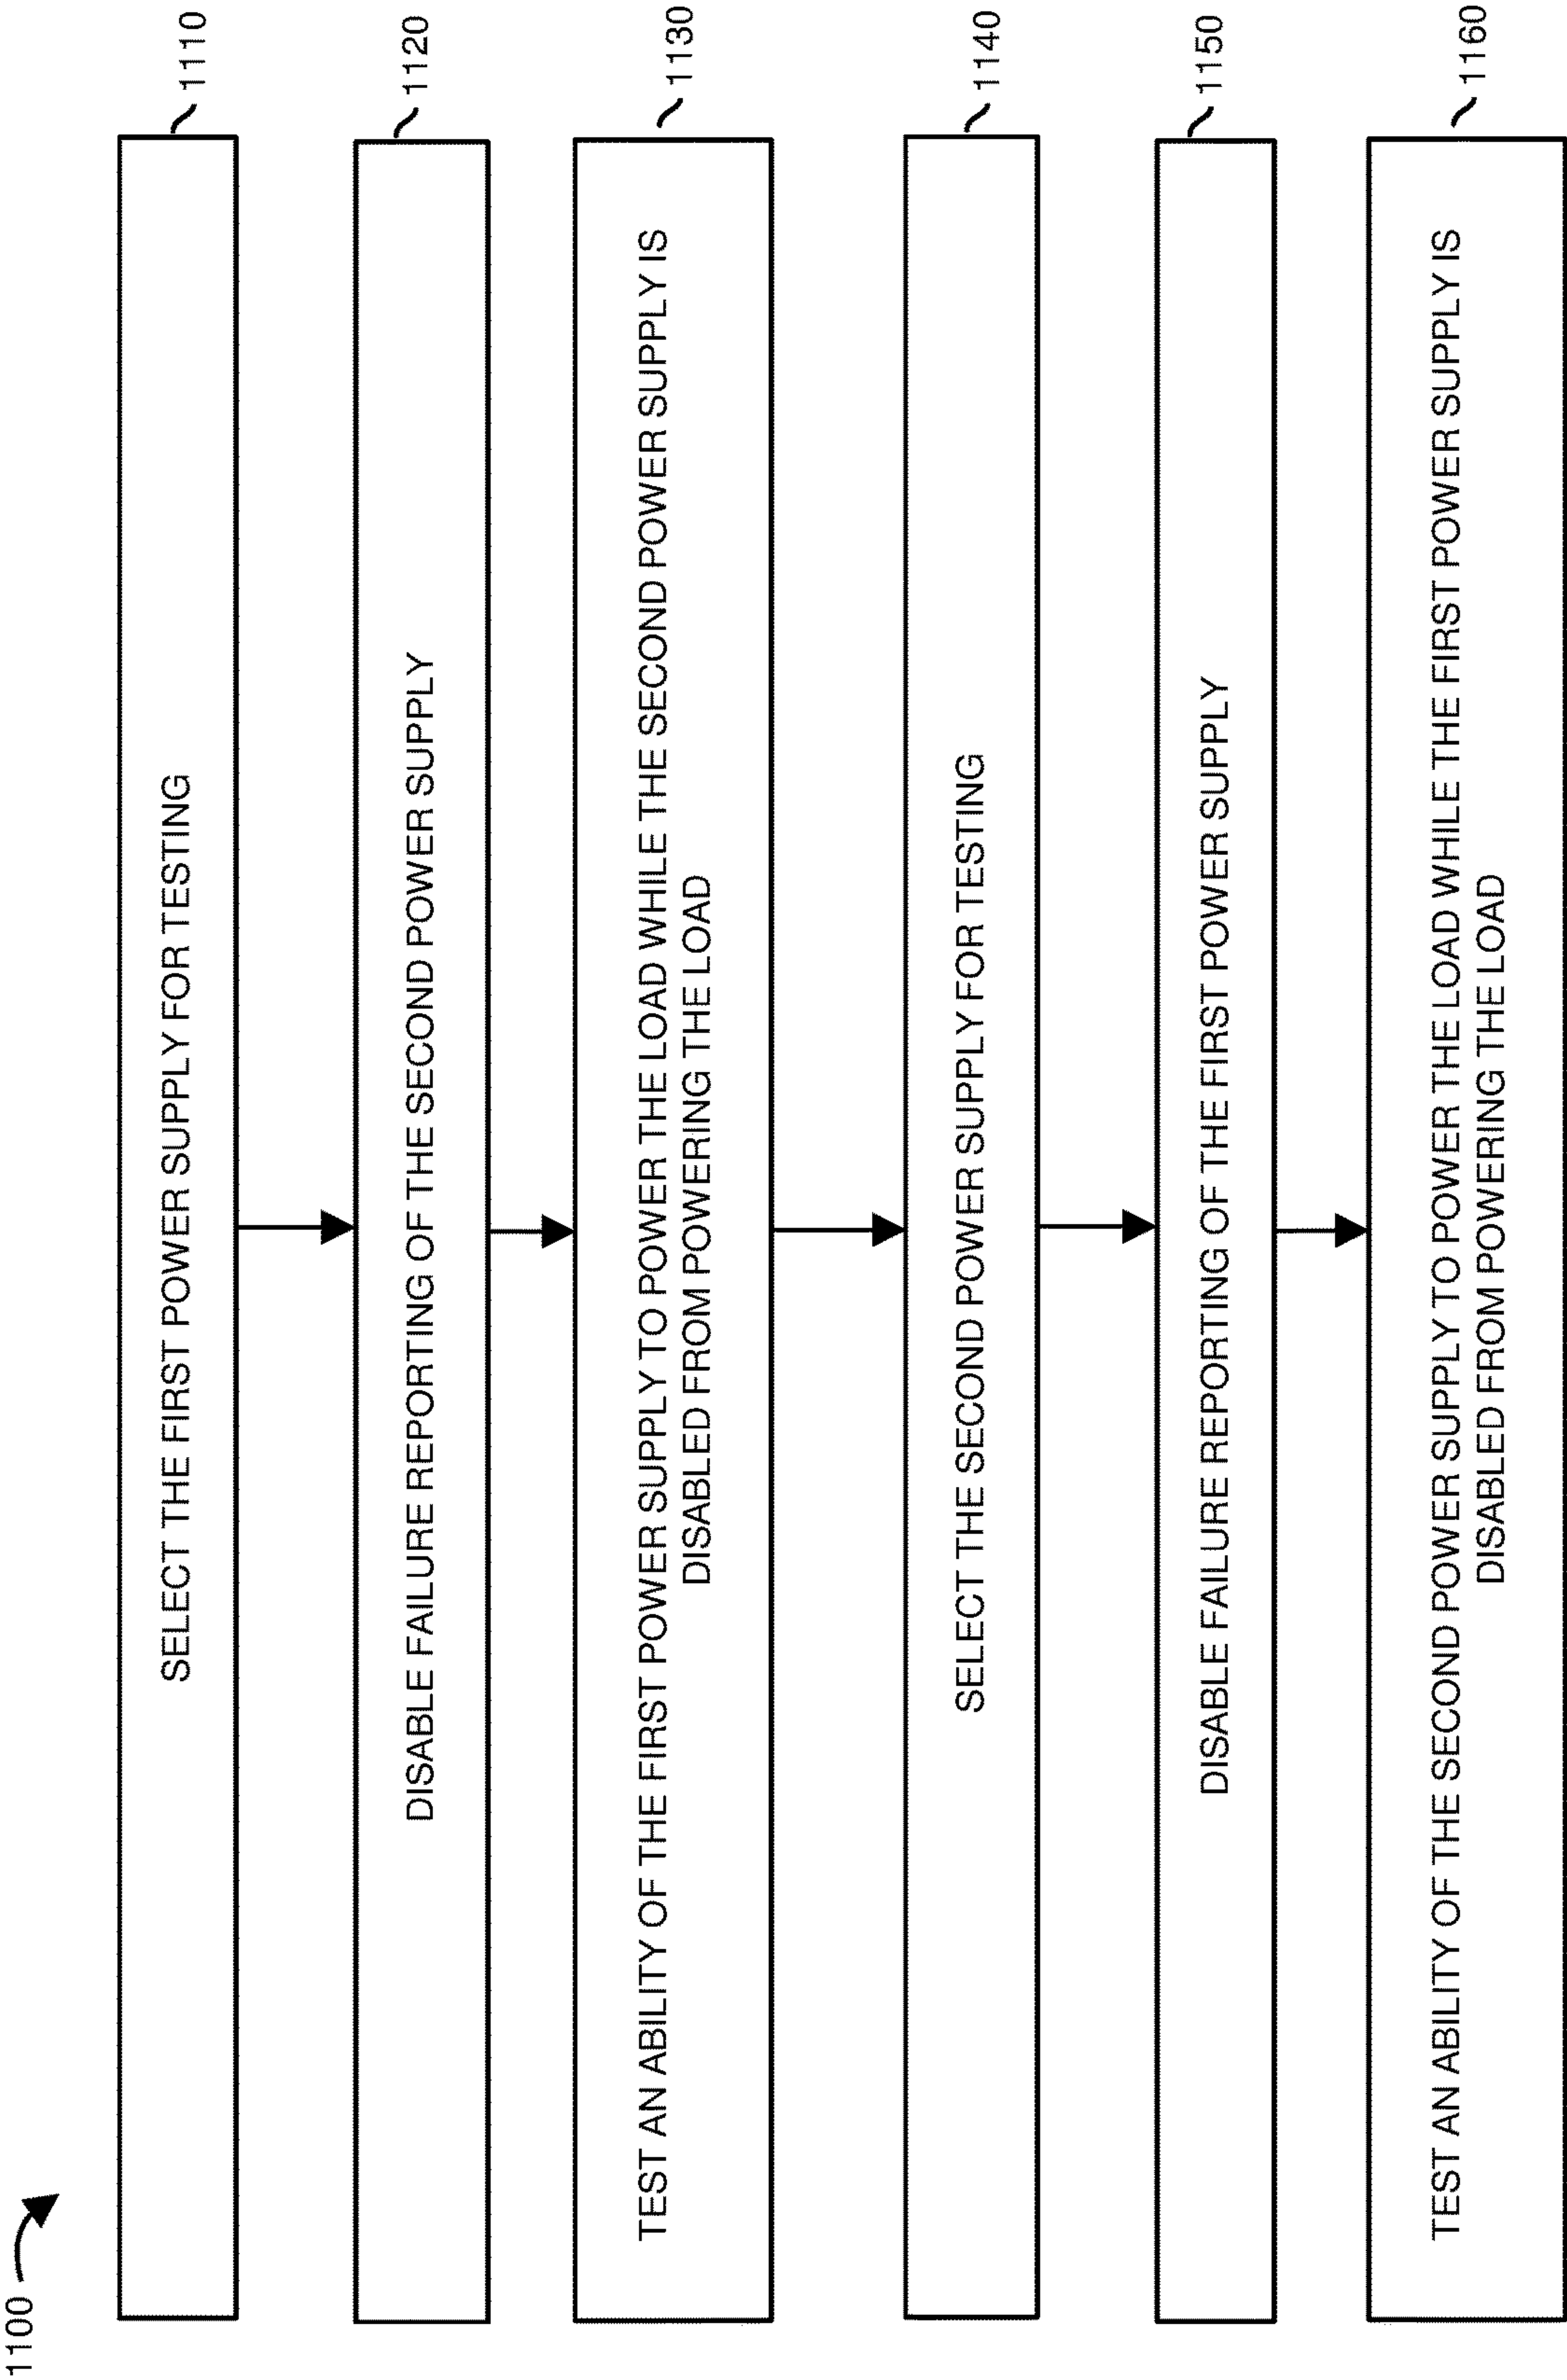 1100
SELECT THE FIRST POWER SUPPLY FOR TESTING
1110
DISABLE FAILURE REPORTING OF THE SECOND POWER SUPPLY
1120
TEST AN ABILITY OF THE FIRST POWER SUPPLY TO POWER THE LOAD WHILE THE SECOND POWER SUPPLY IS
DISABLED FROM POWERING THE LOAD
1130
SELECT THE SECOND POWER SUPPLY FOR TESTING
1140
DISABLE FAILURE REPORTING OF THE FIRST POWER SUPPLY
1150
TEST AN ABILITY OF THE SECOND POWER SUPPLY TO POWER THE LOAD WHILE THE FIRST POWER SUPPLY IS
DISABLED FROM POWERING THE LOAD
1160